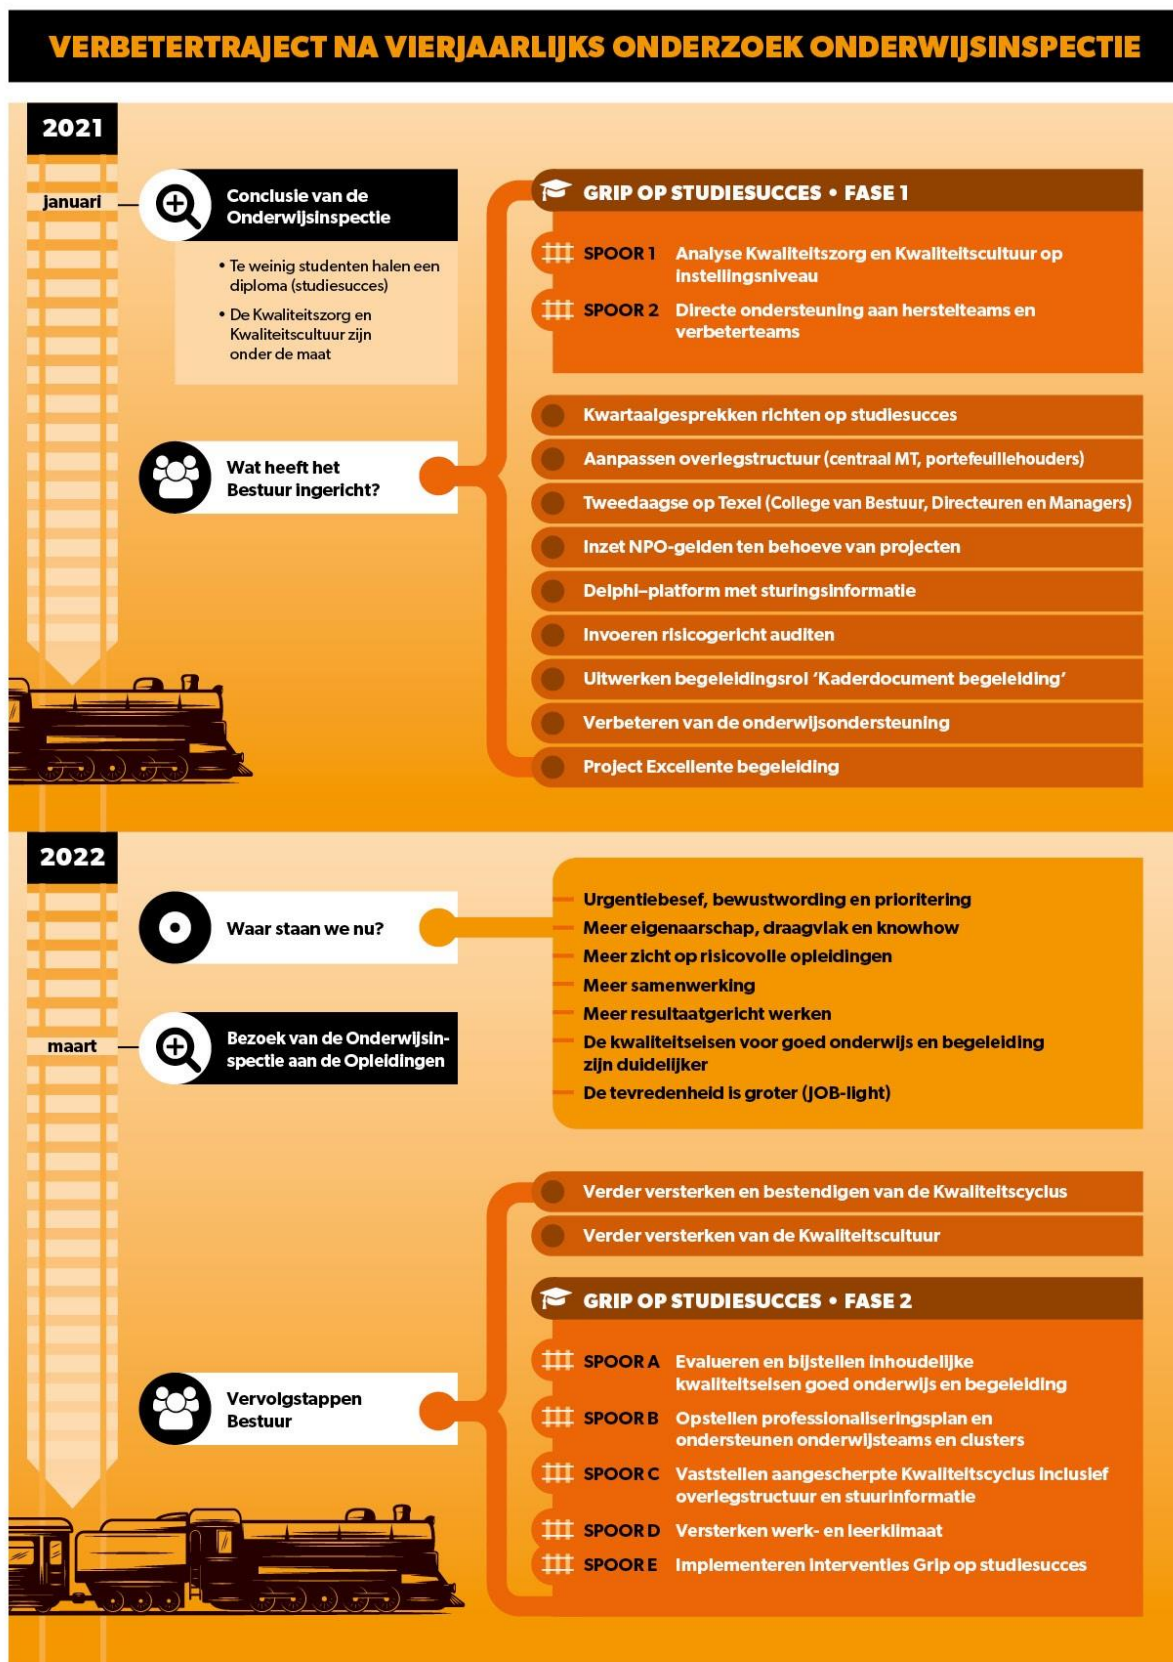 VERBETERTRAJECT NA VIERJAARLIJKS ONDERZOEK ONDERWIJSINSPECTIE
2021
januari
Conclusie van de
Onderwijsinspectie
• Te weinig studenten halen een
diploma (studiesucces)
• De Kwaliteitszorg en
Kwaliteitscultuur zijn
onder de maat
Wat heeft het
Bestuur ingericht?
GRIP OP STUDIESUCCES • FASE 1
SPOOR 1 Analyse Kwaliteitszorg en Kwaliteitscultuur op
instellingsniveau
SPOOR 2 Directe ondersteuning aan herstelteams en
verbeterteams
Kwartaalgesprekken richten op studiesucces
Aanpassen overlegstructuur (centraal MT, portefeuillehouders)
Tweedaagse op Texel (College van Bestuur, Directeuren en Managers)
Inzet NPO-gelden ten behoeve van projecten
Delphi–platform met sturingsinformatie
Invoeren risicogericht auditen
Uitwerken begeleidingsrol ‘Kaderdocument begeleiding’
Verbeteren van de onderwijsondersteuning
Project Excellente begeleiding
2022
Waar staan we nu?
Urgentiebesef, bewustwording en prioritering
Meer eigenaarschap, draagvlak en knowhow
Meer zicht op risicovolle opleidingen
Meer samenwerking
Meer resultaatgericht werken
De kwaliteitseisen voor goed onderwijs en begeleiding
zijn duidelijker
De tevredenheid is groter (JOB-light)
maart
Bezoek van de Onderwijsin-
spectie aan de Opleidingen
Vervolgstappen
Bestuur
Verder versterken en bestendigen van de Kwaliteitscyclus
Verder versterken van de Kwaliteitscultuur
GRIP OP STUDIESUCCES • FASE 2
SPOOR A Evalueren en bijstellen inhoudelijke
kwaliteitseisen goed onderwijs en begeleiding
SPOOR B Opstellen professionaliseringsplan en
ondersteunen onderwijsteams en clusters
SPOOR C Vaststellen aangescherpte Kwaliteitscyclus inclusief
overlegstructuur en stuurinformatie
SPOOR D Versterken werk- en leerklimaat
SPOOR E Implementeren interventies Grip op studiesucces